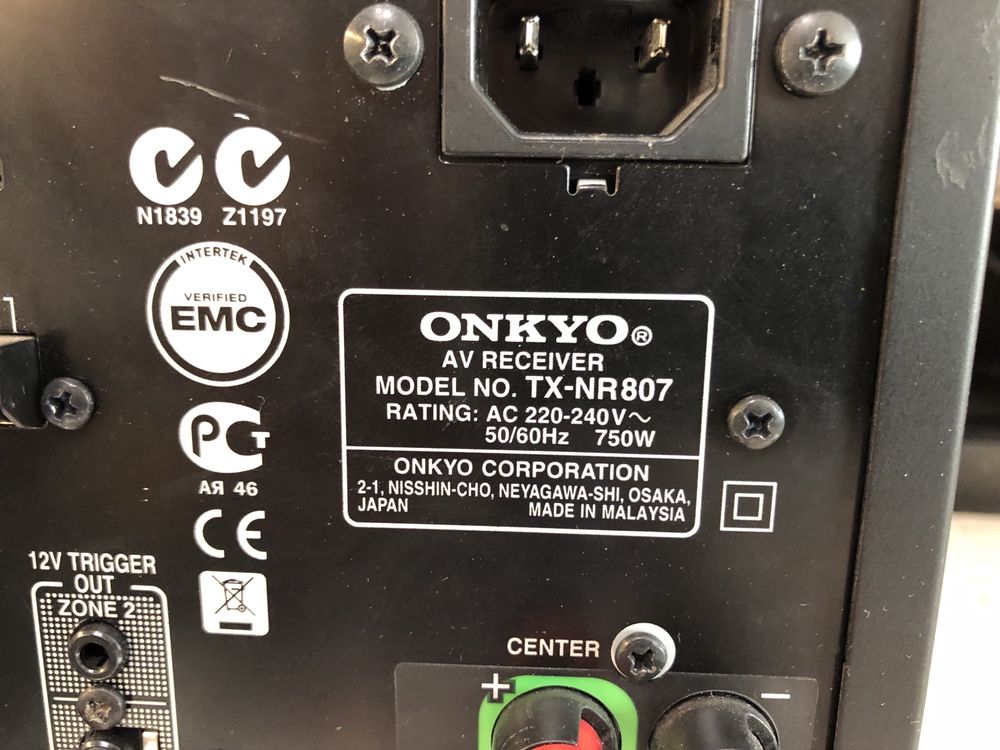 N1839 Z1197
INTERTEK
VERIFIED
EMC
ONKYO®
AV RECEIVER
MODEL NO. TX-NR807
RATING: AC 220-240V～
50/60Hz 750W
ONKYO CORPORATION
2-1, NISSHIN-CHO, NEYAGAWA-SHI, OSAKA,
JAPAN MADE IN MALAYSIA
РСТ
АЯ 46
CE
12V TRIGGER
OUT
ZONE 2
CENTER
+ −